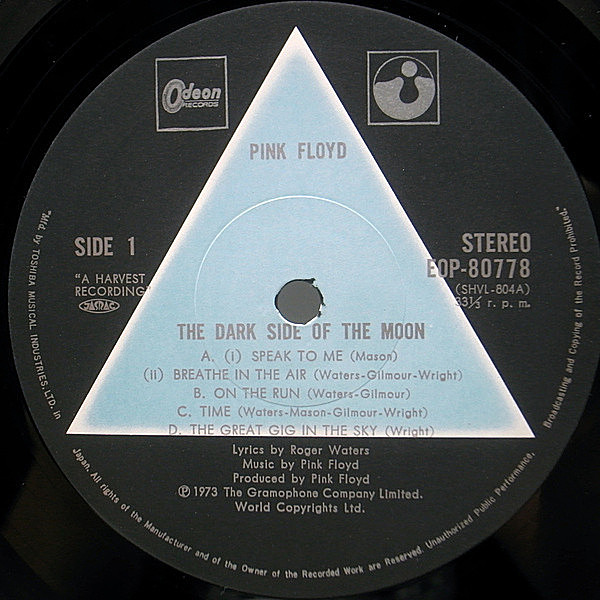 Odeon
RECORDS
PINK FLOYD
SIDE 1
"A HARVEST
RECORDING"
JASRAC
STEREO
EOP-80778
(SHVL-804A)
33⅓ r. p. m.
THE DARK SIDE OF THE MOON
A. (i) SPEAK TO ME (Mason)
(ii) BREATHE IN THE AIR (Waters-Gilmour-Wright)
B. ON THE RUN (Waters-Gilmour)
C. TIME (Waters-Mason-Gilmour-Wright)
D. THE GREAT GIG IN THE SKY (Wright)
Lyrics by Roger Waters
Music by Pink Floyd
Produced by Pink Floyd
℗ 1973 The Gramophone Company Limited.
World Copyrights Ltd.
"Mfd. by TOSHIBA MUSICAL INDUSTRIES, LTD. in Japan. All rights of the Manufacturer and of the Owner of the Recorded Work are Reserved. Unauthorized Public Performance, Broadcasting and Copying of the Record Prohibited."